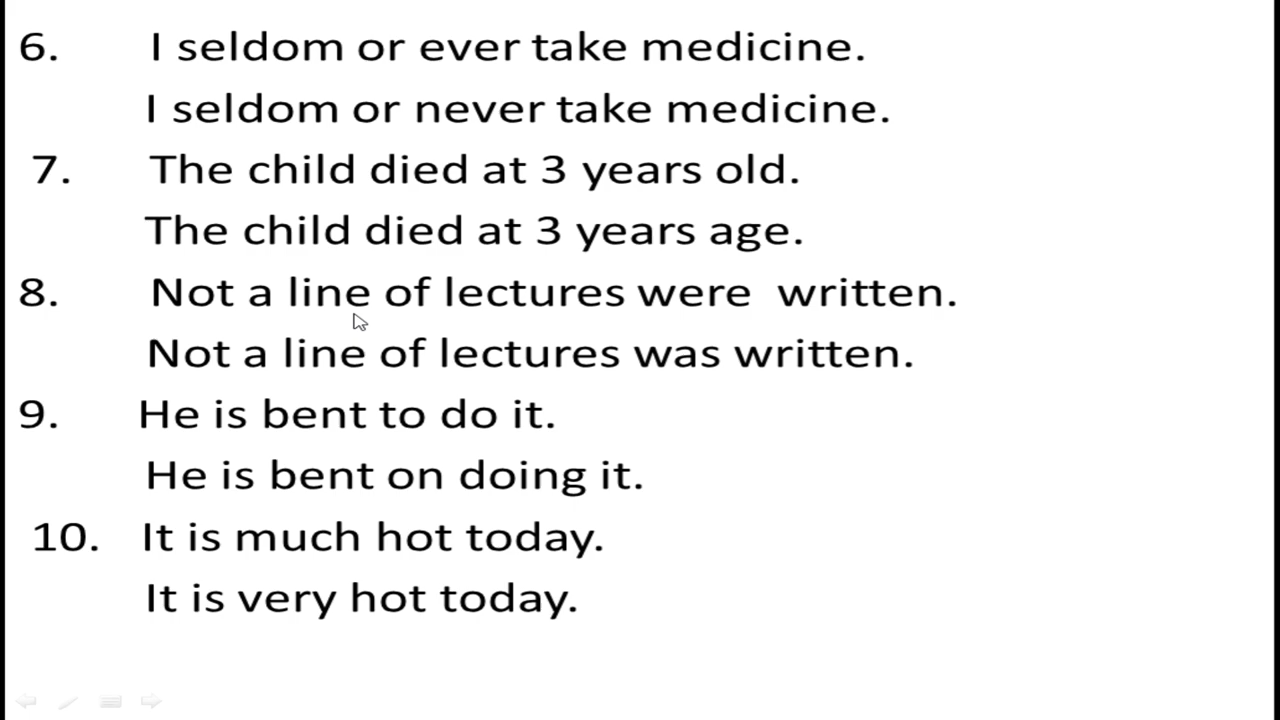 6. I seldom or ever take medicine.
I seldom or never take medicine.
7. The child died at 3 years old.
The child died at 3 years age.
8. Not a line of lectures were written.
Not a line of lectures was written.
9. He is bent to do it.
He is bent on doing it.
10. It is much hot today.
It is very hot today.